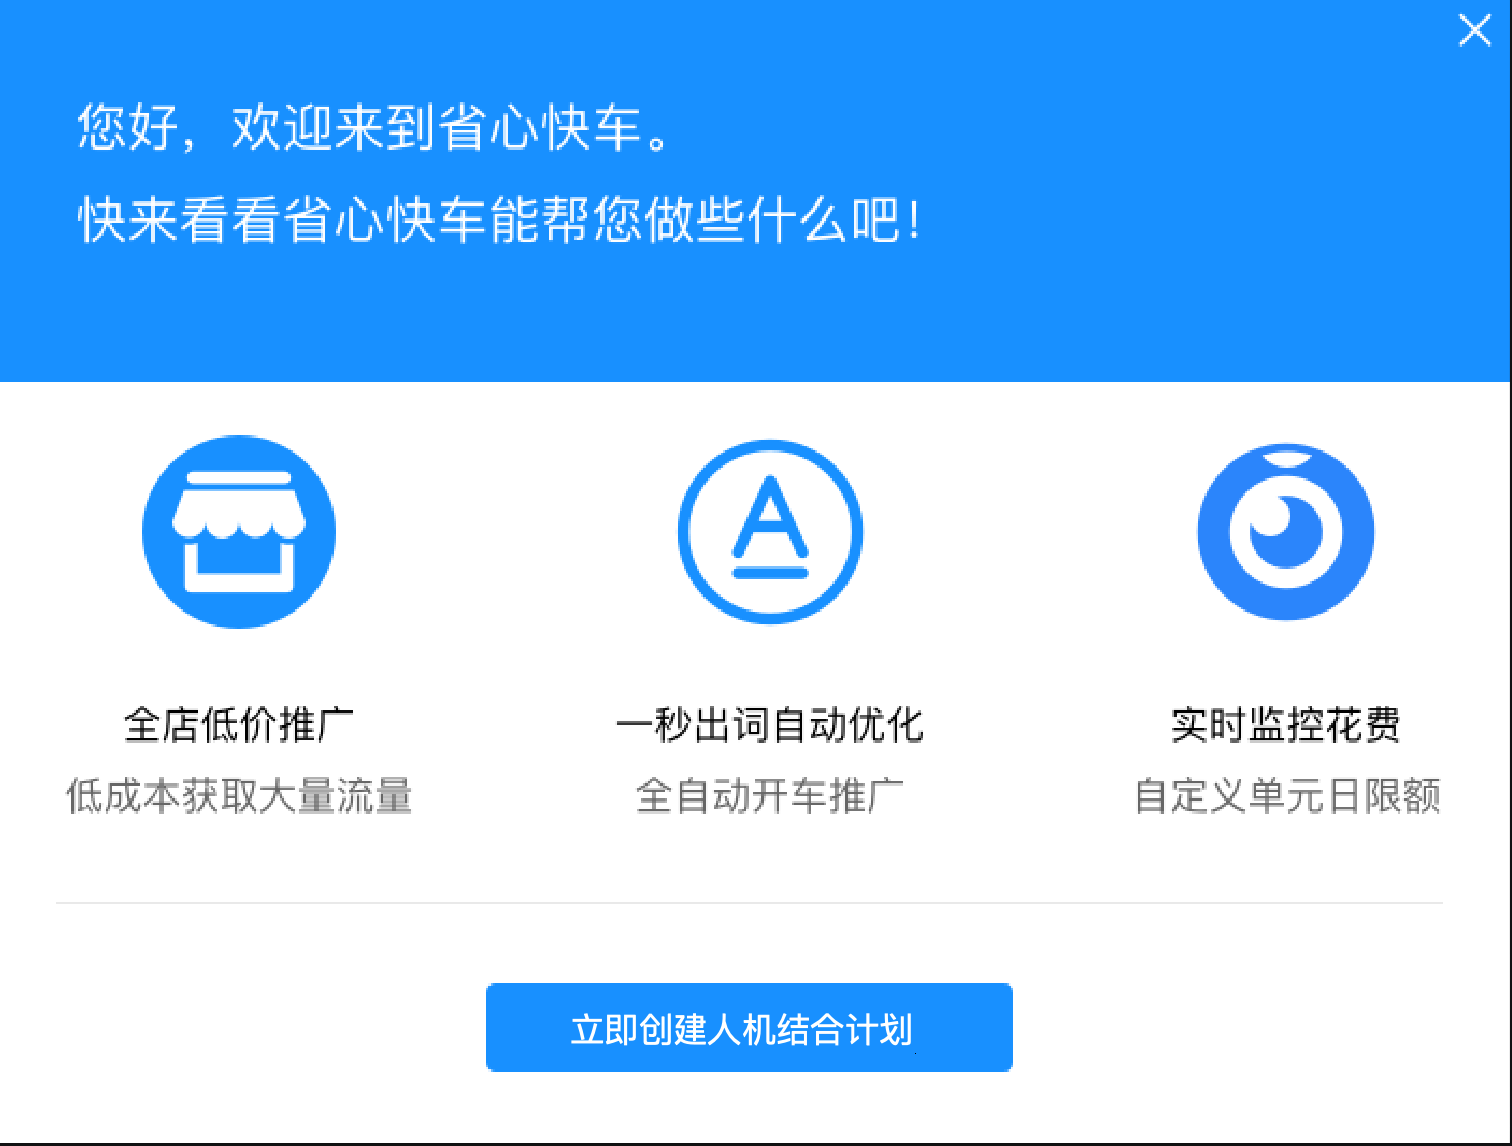 您好，欢迎来到省心快车。
快来看看省心快车能帮您做些什么吧！
全店低价推广
一秒出词自动优化
实时监控花费
低成本获取大量流量
全自动开车推广
自定义单元日限额
立即创建人机结合计划